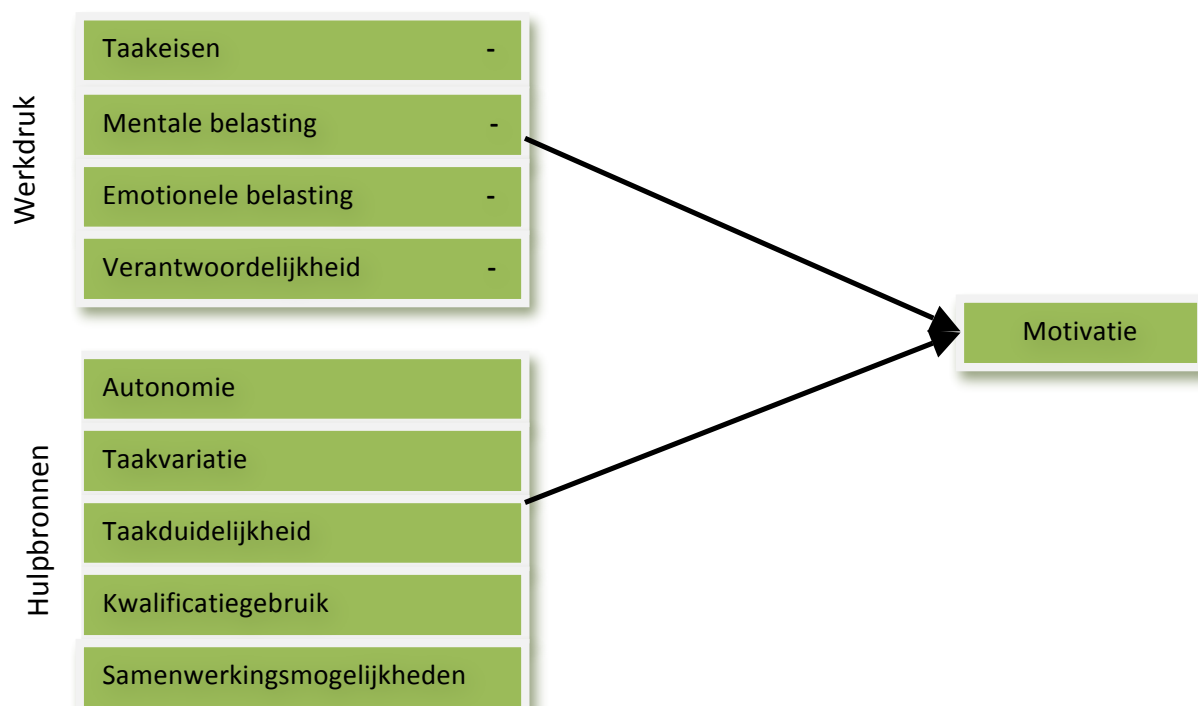 Werkdruk
Taakeisen -
Mentale belasting -
Emotionele belasting -
Verantwoordelijkheid -
Motivatie
Hulpbronnen
Autonomie
Taakvariatie
Taakduidelijkheid
Kwalificatiegebruik
Samenwerkingsmogelijkheden